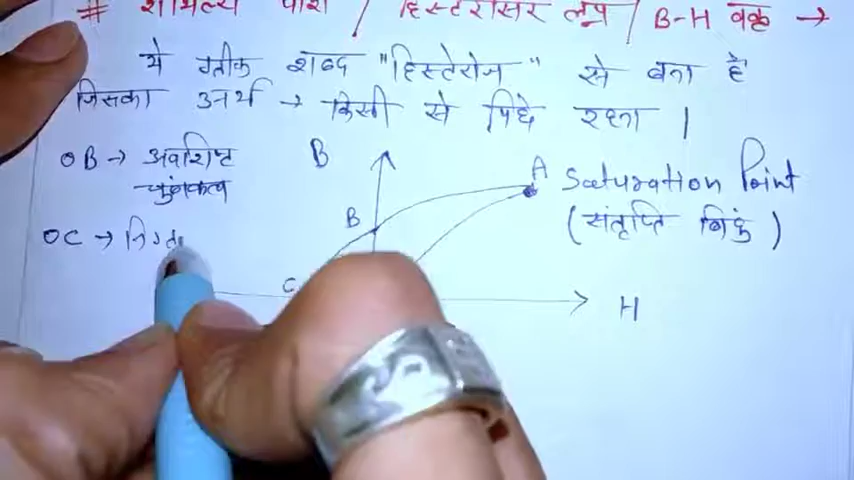 # शैथिल्य पाश / हिस्टेरेसिस लूप / B-H वक्र →
ये ग्रीक शब्द "हिस्टेरोन" से बना है
जिसका अर्थ → किसी से पिछे रहना |
OB → अवशिष्ट
चुंबकत्व
OC →
B
A
Saturation Point
(संतृप्ति बिंदु)
B
C
H